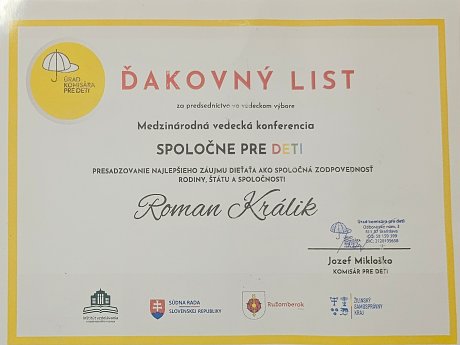 ÚRAD
KOMISÁRA
PRE DETI
ĎAKOVNÝ LIST
za predsedníctvo vo vedeckom výbore
Medzinárodná vedecká konferencia
SPOLOČNE PRE DETI
PRESADZOVANIE NAJLEPŠIEHO ZÁUJMU DIEŤAŤA AKO SPOLOČNÁ ZODPOVEDNOSŤ
RODINY, ŠTÁTU A SPOLOČNOSTI
Roman Králik
Úrad komisára pre deti
Jozef Mikloško
KOMISÁR PRE DETI
SÚDNA RADA
SLOVENSKEJ REPUBLIKY
Ružomberok
ŽILINSKÝ
SAMOSPRÁVNY
KRAJ